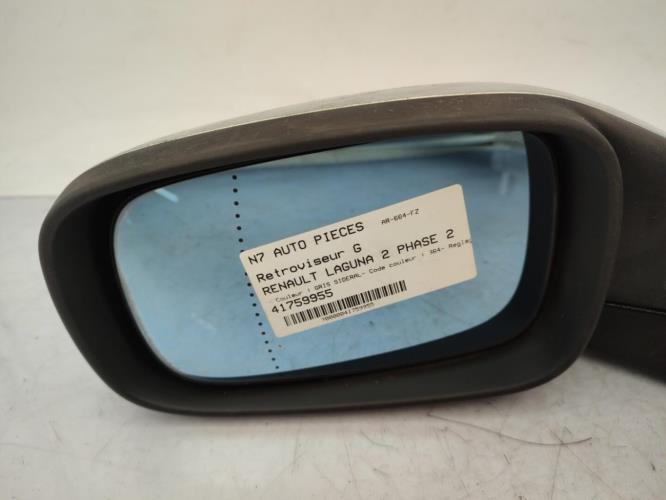 N7 AUTO PIECES AR-664-FZ
Retroviseur G
RENAULT LAGUNA 2 PHASE 2
- Couleur : GRIS SIDERAL- Code couleur : 364- Reglag
41759955